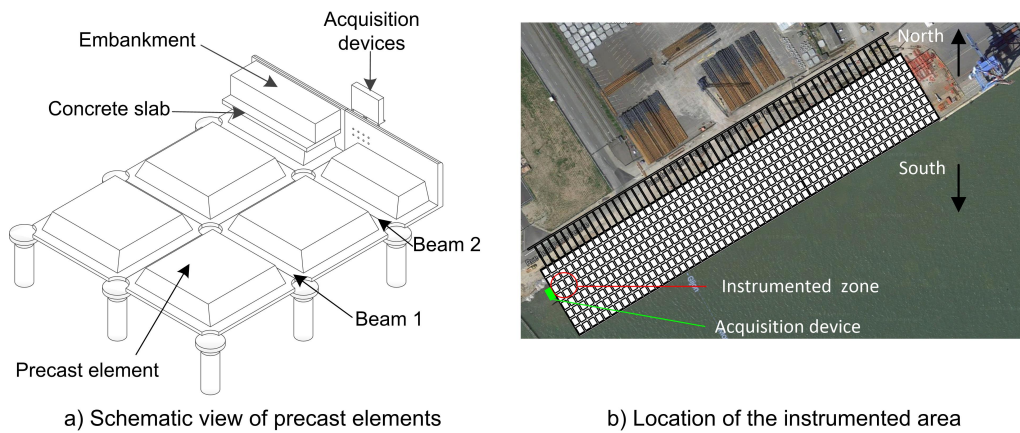 Acquisition
devices
Embankment
Concrete slab
Beam 2
Beam 1
Precast element
a) Schematic view of precast elements
North
South
Instrumented zone
Acquisition device
b) Location of the instrumented area